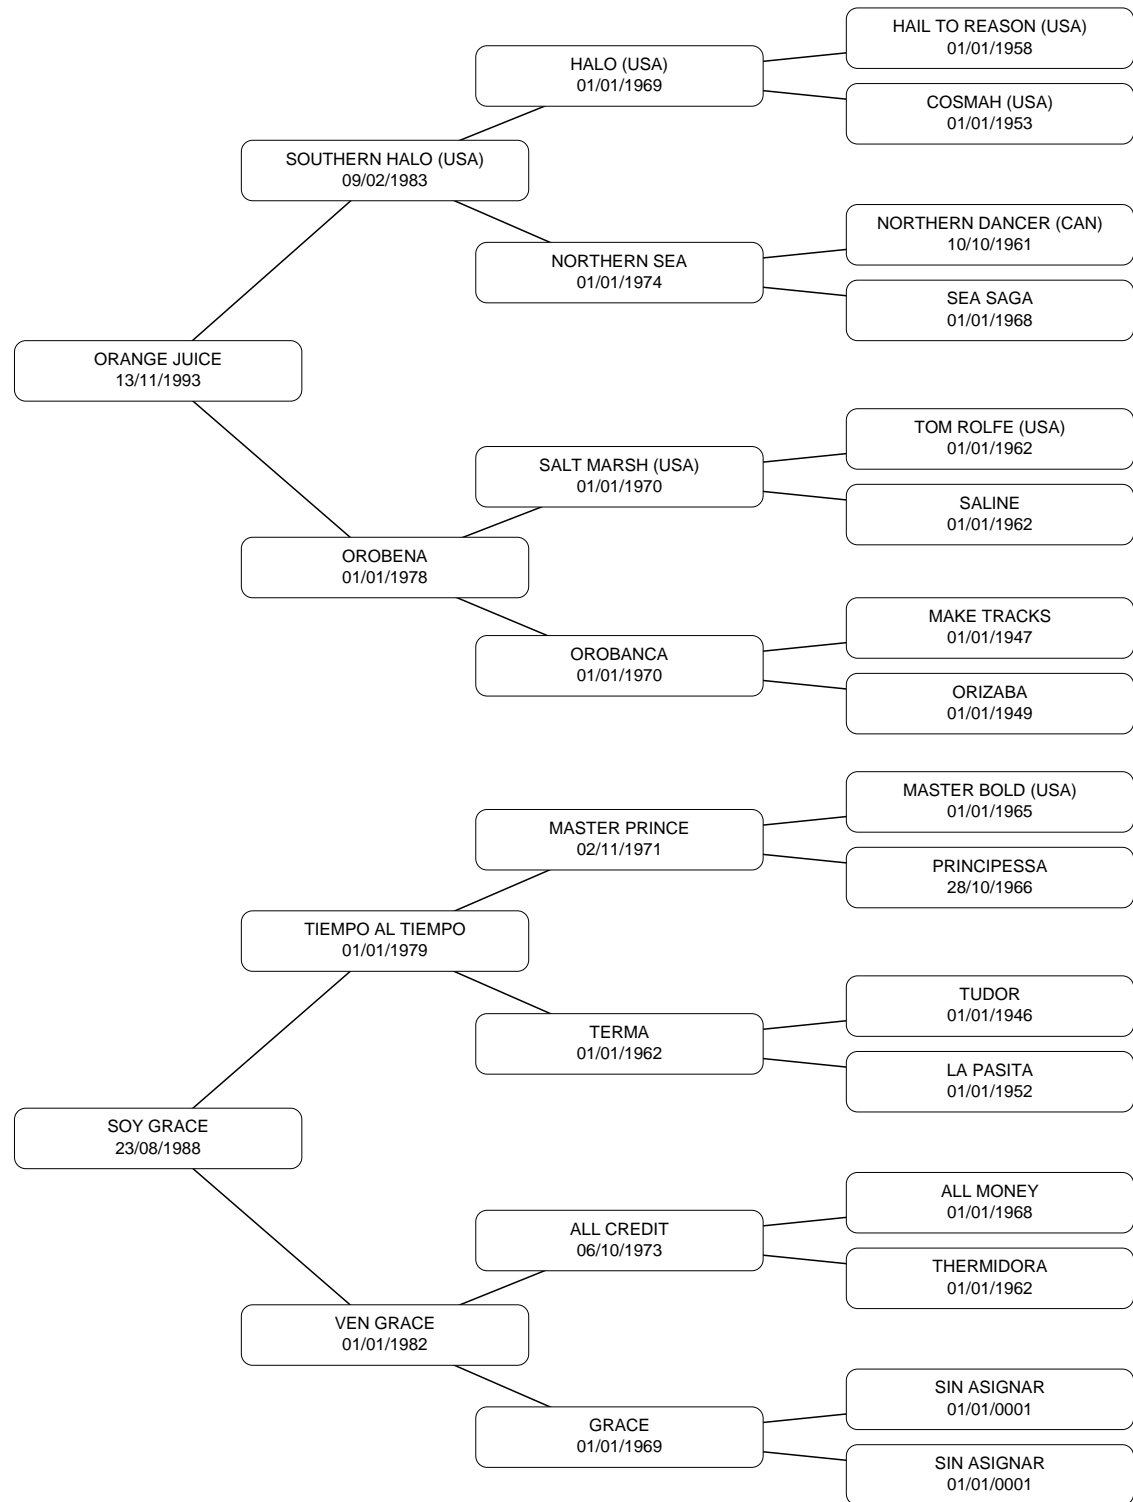 HAIL TO REASON (USA)
01/01/1958
HALO (USA)
01/01/1969
COSMAH (USA)
01/01/1953
SOUTHERN HALO (USA)
09/02/1983
NORTHERN DANCER (CAN)
10/10/1961
NORTHERN SEA
01/01/1974
SEA SAGA
01/01/1968
ORANGE JUICE
13/11/1993
TOM ROLFE (USA)
01/01/1962
SALT MARSH (USA)
01/01/1970
SALINE
01/01/1962
OROBENA
01/01/1978
MAKE TRACKS
01/01/1947
OROBANCA
01/01/1970
ORIZABA
01/01/1949
MASTER BOLD (USA)
01/01/1965
MASTER PRINCE
02/11/1971
PRINCIPESSA
28/10/1966
TIEMPO AL TIEMPO
01/01/1979
TUDOR
01/01/1946
TERMA
01/01/1962
LA PASITA
01/01/1952
SOY GRACE
23/08/1988
ALL MONEY
01/01/1968
ALL CREDIT
06/10/1973
THERMIDORA
01/01/1962
VEN GRACE
01/01/1982
SIN ASIGNAR
01/01/0001
GRACE
01/01/1969
SIN ASIGNAR
01/01/0001